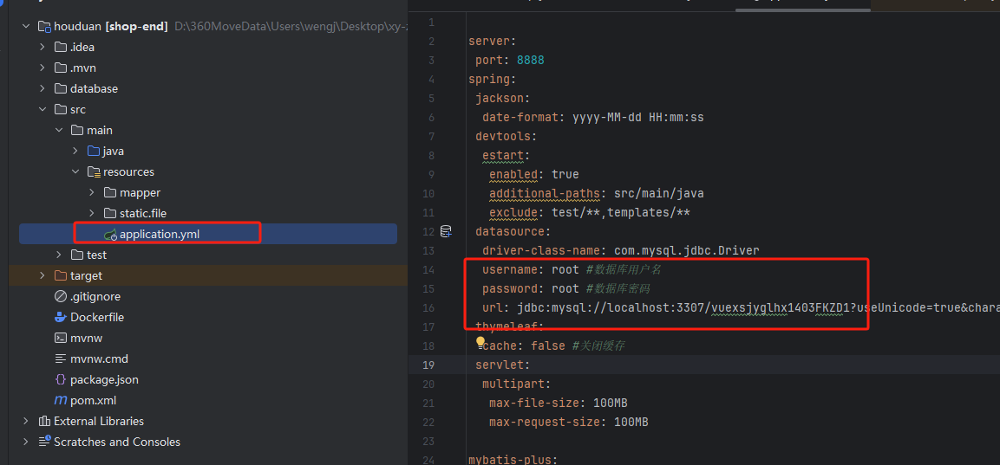 houduan [shop-end] D:\360MoveData\Users\wengj\Desktop\xy-z
.idea
.mvn
database
src
main
java
resources
mapper
static.file
application.yml
test
target
.gitignore
Dockerfile
mvnw
mvnw.cmd
package.json
pom.xml
External Libraries
Scratches and Consoles
1
2 server:
3 port: 8888
4 spring:
5 jackson:
6 date-format: yyyy-MM-dd HH:mm:ss
7 devtools:
8 estart:
9 enabled: true
10 additional-paths: src/main/java
11 exclude: test/**,templates/**
12 datasource:
13 driver-class-name: com.mysql.jdbc.Driver
14 username: root #数据库用户名
15 password: root #数据库密码
16 url: jdbc:mysql://localhost:3307/vuexsjyglhx1403FKZD1?useUnicode=true&chara
17 thymeleaf:
18 cache: false #关闭缓存
19 servlet:
20 multipart:
21 max-file-size: 100MB
22 max-request-size: 100MB
23
24 mybatis-plus: